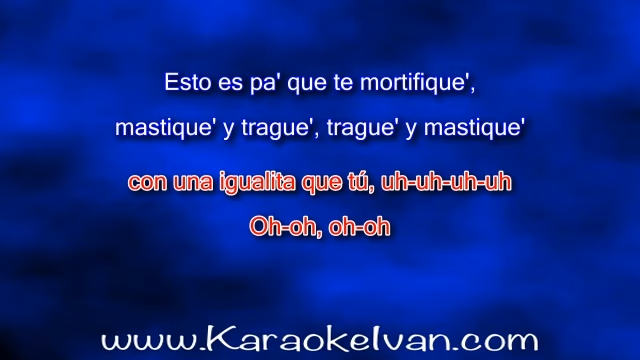 Esto es pa' que te mortifique',
mastique' y trague', trague' y mastique'
con una igualita que tú, uh-uh-uh-uh
Oh-oh, oh-oh
www.KaraokeIvan.com